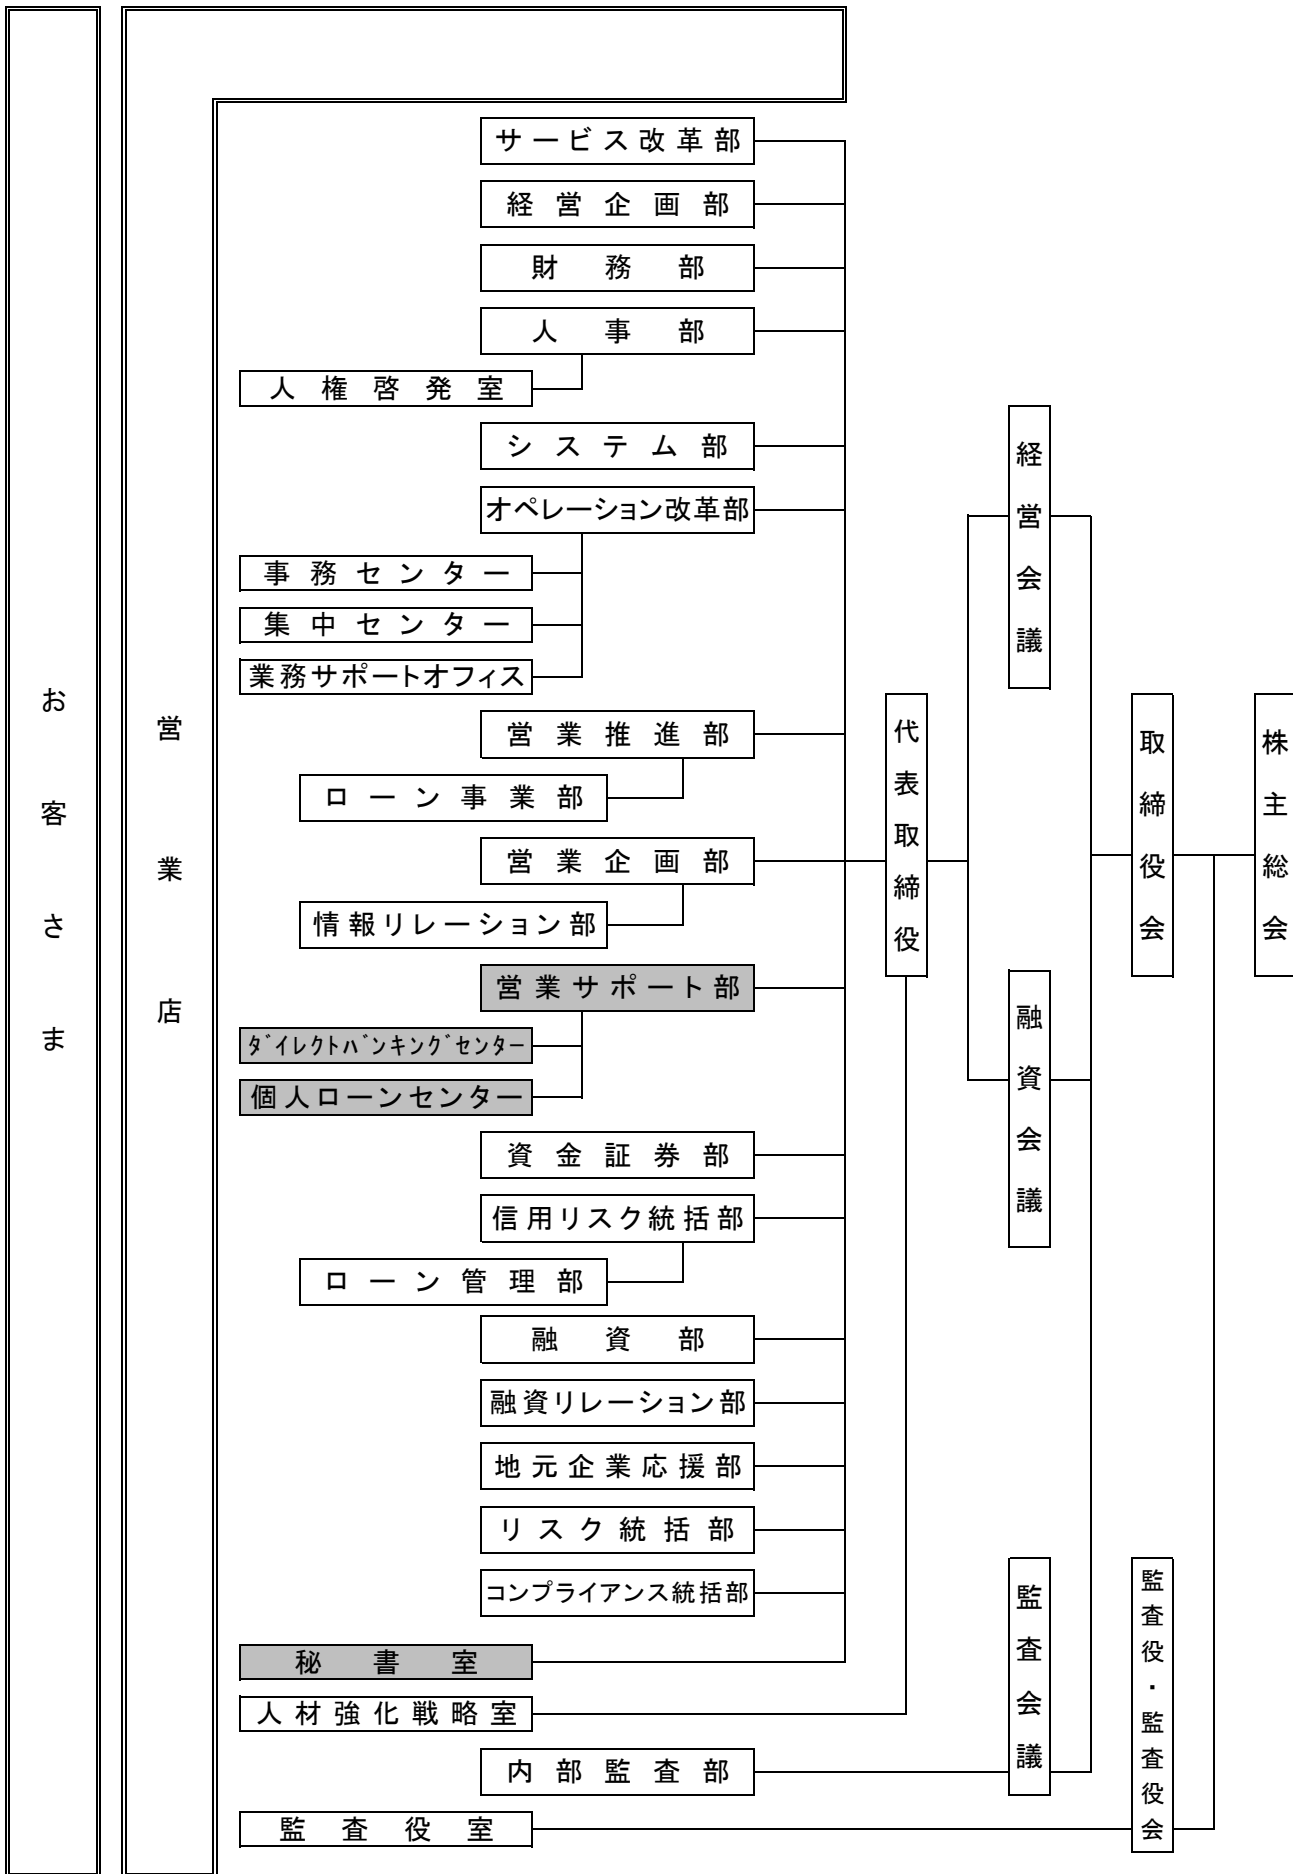 お客さま
営業店
サービス改革部
経営企画部
財務部
人事部
人権啓発室
システム部
オペレーション改革部
事務センター
集中センター
業務サポートオフィス
営業推進部
ローン事業部
営業企画部
情報リレーション部
営業サポート部
ダイレクトバンキングセンター
個人ローンセンター
資金証券部
信用リスク統括部
ローン管理部
融資部
融資リレーション部
地元企業応援部
リスク統括部
コンプライアンス統括部
秘書室
人材強化戦略室
内部監査部
監査役室
代表取締役
経営会議
融資会議
監査会議
取締役会
監査役・監査役会
株主総会